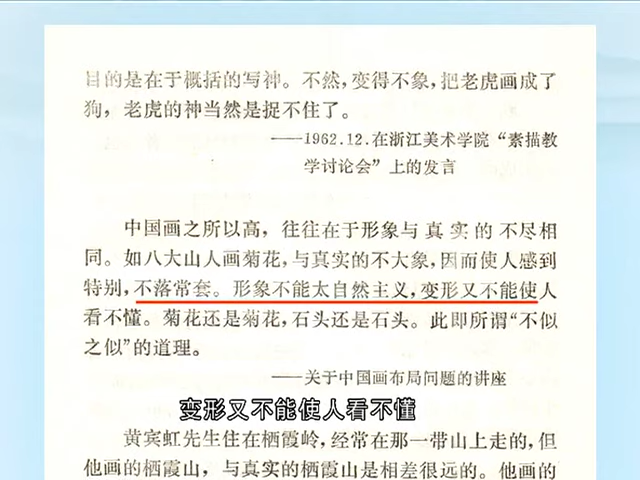 目的是在于概括的写神。不然，变得不象，把老虎画成了
狗，老虎的神当然是捉不住了。
——1962.12.在浙江美术学院“素描教
学讨论会”上的发言
中国画之所以高，往往在于形象与真实的不尽相
同。如八大山人画菊花，与真实的不大象，因而使人感到
特别，不落常套。形象不能太自然主义，变形又不能使人
看不懂。菊花还是菊花，石头还是石头。此即所谓“不似
之似”的道理。
——关于中国画布局问题的讲座
变形又不能使人看不懂
黄宾虹先生住在栖霞岭，经常在那一带山上走的，但
他画的栖霞山，与真实的栖霞山是相差很远的。他画的